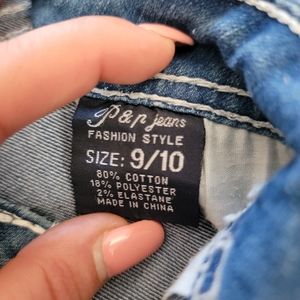 P&P jeans
FASHION STYLE
SIZE: 9/10
80% COTTON
18% POLYESTER
2% ELASTANE
MADE IN CHINA